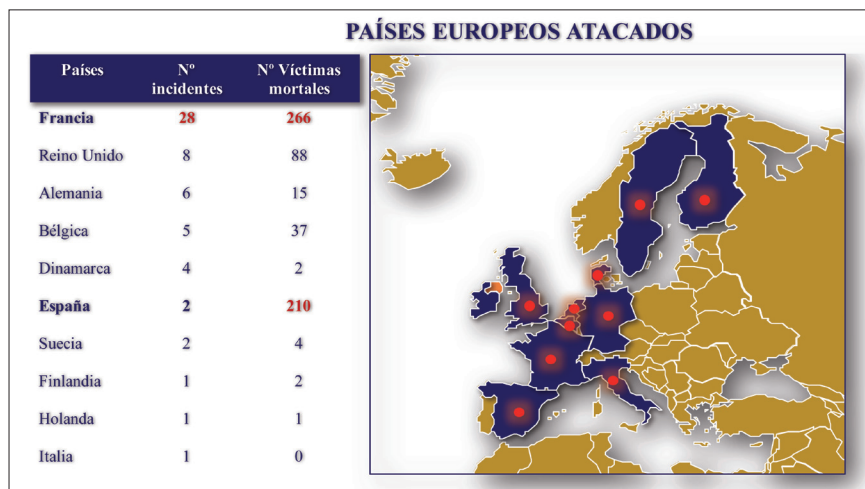 PAÍSES EUROPEOS ATACADOS
Países Nº incidentes Nº Víctimas mortales
Francia 28 266
Reino Unido 8 88
Alemania 6 15
Bélgica 5 37
Dinamarca 4 2
España 2 210
Suecia 2 4
Finlandia 1 2
Holanda 1 1
Italia 1 0